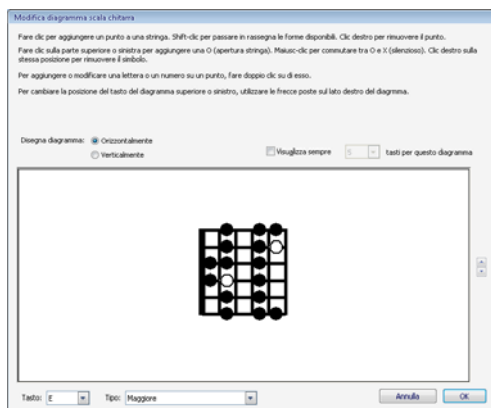 Modifica diagramma scala chitarra
Fare clic per aggiungere un punto a una stringa. Shift-clic per passare in rassegna le forme disponibili. Clic destro per rimuovere il punto.
Fare clic sulla parte superiore o sinistra per aggiungere una O (apertura stringa). Maiusc-clic per commutare tra O e X (silenzioso). Clic destro sulla
stessa posizione per rimuovere il simbolo.
Per aggiungere o modificare una lettera o un numero su un punto, fare doppio clic su di esso.
Per cambiare la posizione del tasto del diagramma superiore o sinistro, utilizzare le frecce poste sul lato destro del diagrmma.
Disegna diagramma: Orizzontalmente
Verticalmente
Visuglizza sempre 5 tasti per questo diagramma
Tasto: E Tipo: Maggiore Annulla OK